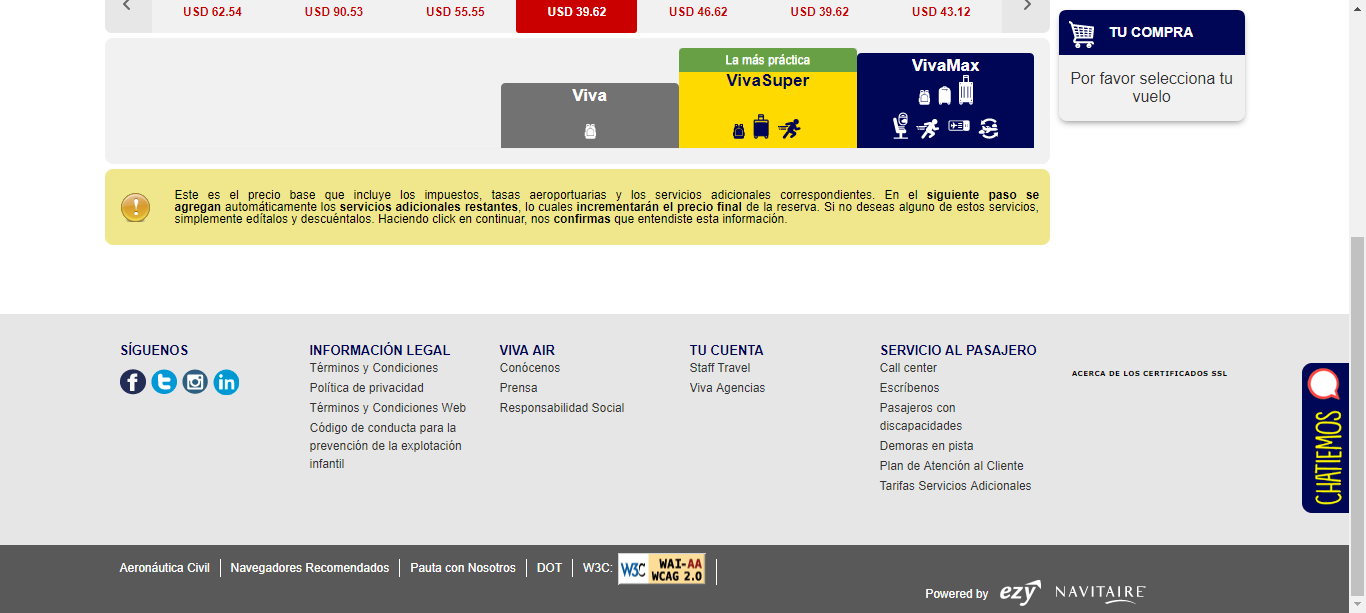 USD 62.54 USD 90.53 USD 55.55 USD 39.62 USD 46.62 USD 39.62 USD 43.12
TU COMPRA
Por favor selecciona tu
vuelo
La más práctica
Viva VivaSuper VivaMax
Este es el precio base que incluye los impuestos, tasas aeroportuarias y los servicios adicionales correspondientes. En el siguiente paso se
agregan automáticamente los servicios adicionales restantes, lo cuales incrementarán el precio final de la reserva. Si no deseas alguno de estos servicios,
simplemente edítalos y descuéntalos. Haciendo click en continuar, nos confirmas que entendiste esta información.
SÍGUENOS
INFORMACIÓN LEGAL
Términos y Condiciones
Política de privacidad
Términos y Condiciones Web
Código de conducta para la
prevención de la explotación
infantil
VIVA AIR
Conócenos
Prensa
Responsabilidad Social
TU CUENTA
Staff Travel
Viva Agencias
SERVICIO AL PASAJERO
Call center
Escríbenos
Pasajeros con
discapacidades
Demoras en pista
Plan de Atención al Cliente
Tarifas Servicios Adicionales
ACERCA DE LOS CERTIFICADOS SSL
CHATIEMOS
Aeronáutica Civil Navegadores Recomendados Pauta con Nosotros DOT W3C: W3C WAI-AA
WCAG 2.0
Powered by ezy NAVITAIRE